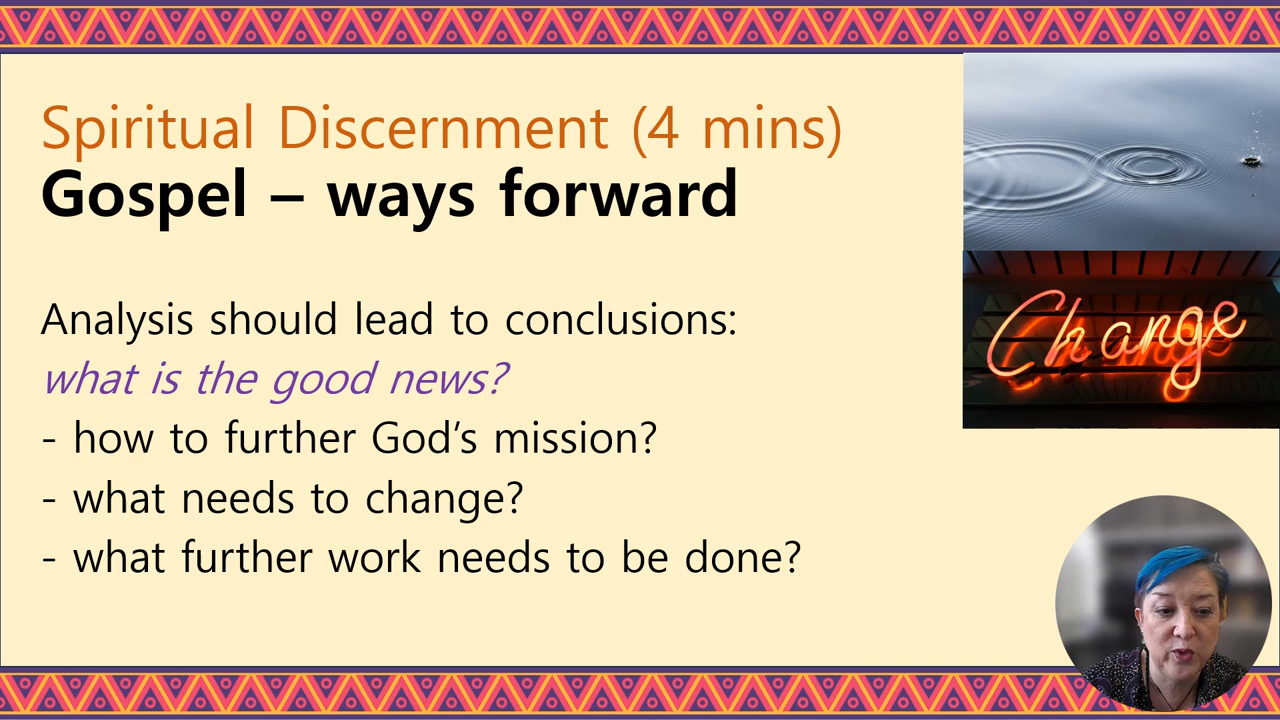 Spiritual Discernment (4 mins)
Gospel – ways forward
Analysis should lead to conclusions:
what is the good news?
- how to further God’s mission?
- what needs to change?
- what further work needs to be done?
Change